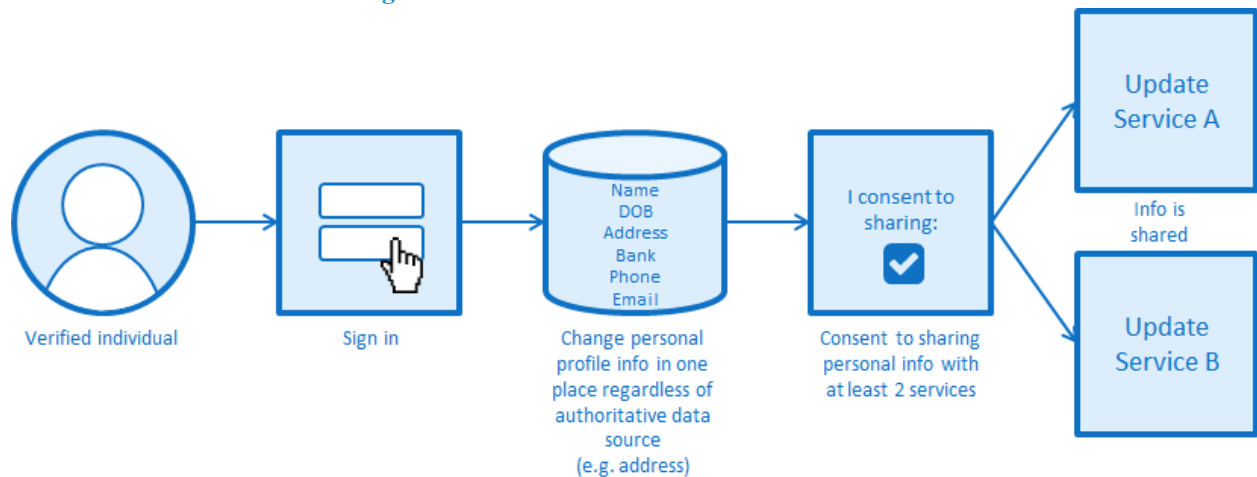 Verified individual
Sign in
Name
DOB
Address
Bank
Phone
Email
Change personal
profile info in one
place regardless of
authoritative data
source
(e.g. address)
I consent to
sharing:
Consent to sharing
personal info with
at least 2 services
Update
Service A
Info is
shared
Update
Service B